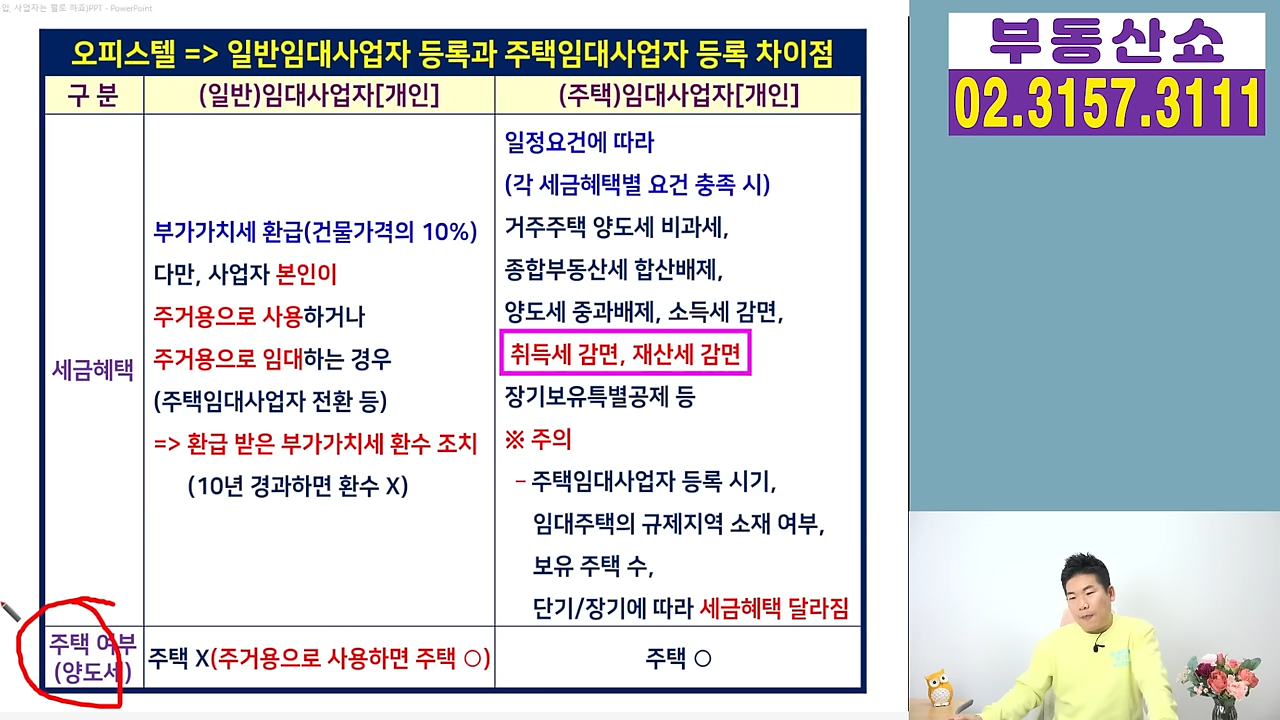 압, 사업자는 뭘로 하죠)PPT - PowerPoint
부동산쇼
02.3157.3111
오피스텔 => 일반임대사업자 등록과 주택임대사업자 등록 차이점
구 분
(일반)임대사업자[개인]
(주택)임대사업자[개인]
세금혜택
부가가치세 환급(건물가격의 10%)
다만, 사업자 본인이
주거용으로 사용하거나
주거용으로 임대하는 경우
(주택임대사업자 전환 등)
=> 환급 받은 부가가치세 환수 조치
(10년 경과하면 환수 X)
일정요건에 따라
(각 세금혜택별 요건 충족 시)
거주주택 양도세 비과세,
종합부동산세 합산배제,
양도세 중과배제, 소득세 감면,
취득세 감면, 재산세 감면
장기보유특별공제 등
※ 주의
– 주택임대사업자 등록 시기,
임대주택의 규제지역 소재 여부,
보유 주택 수,
단기/장기에 따라 세금혜택 달라짐
주택 여부
(양도세)
주택 X(주거용으로 사용하면 주택 ○)
주택 ○